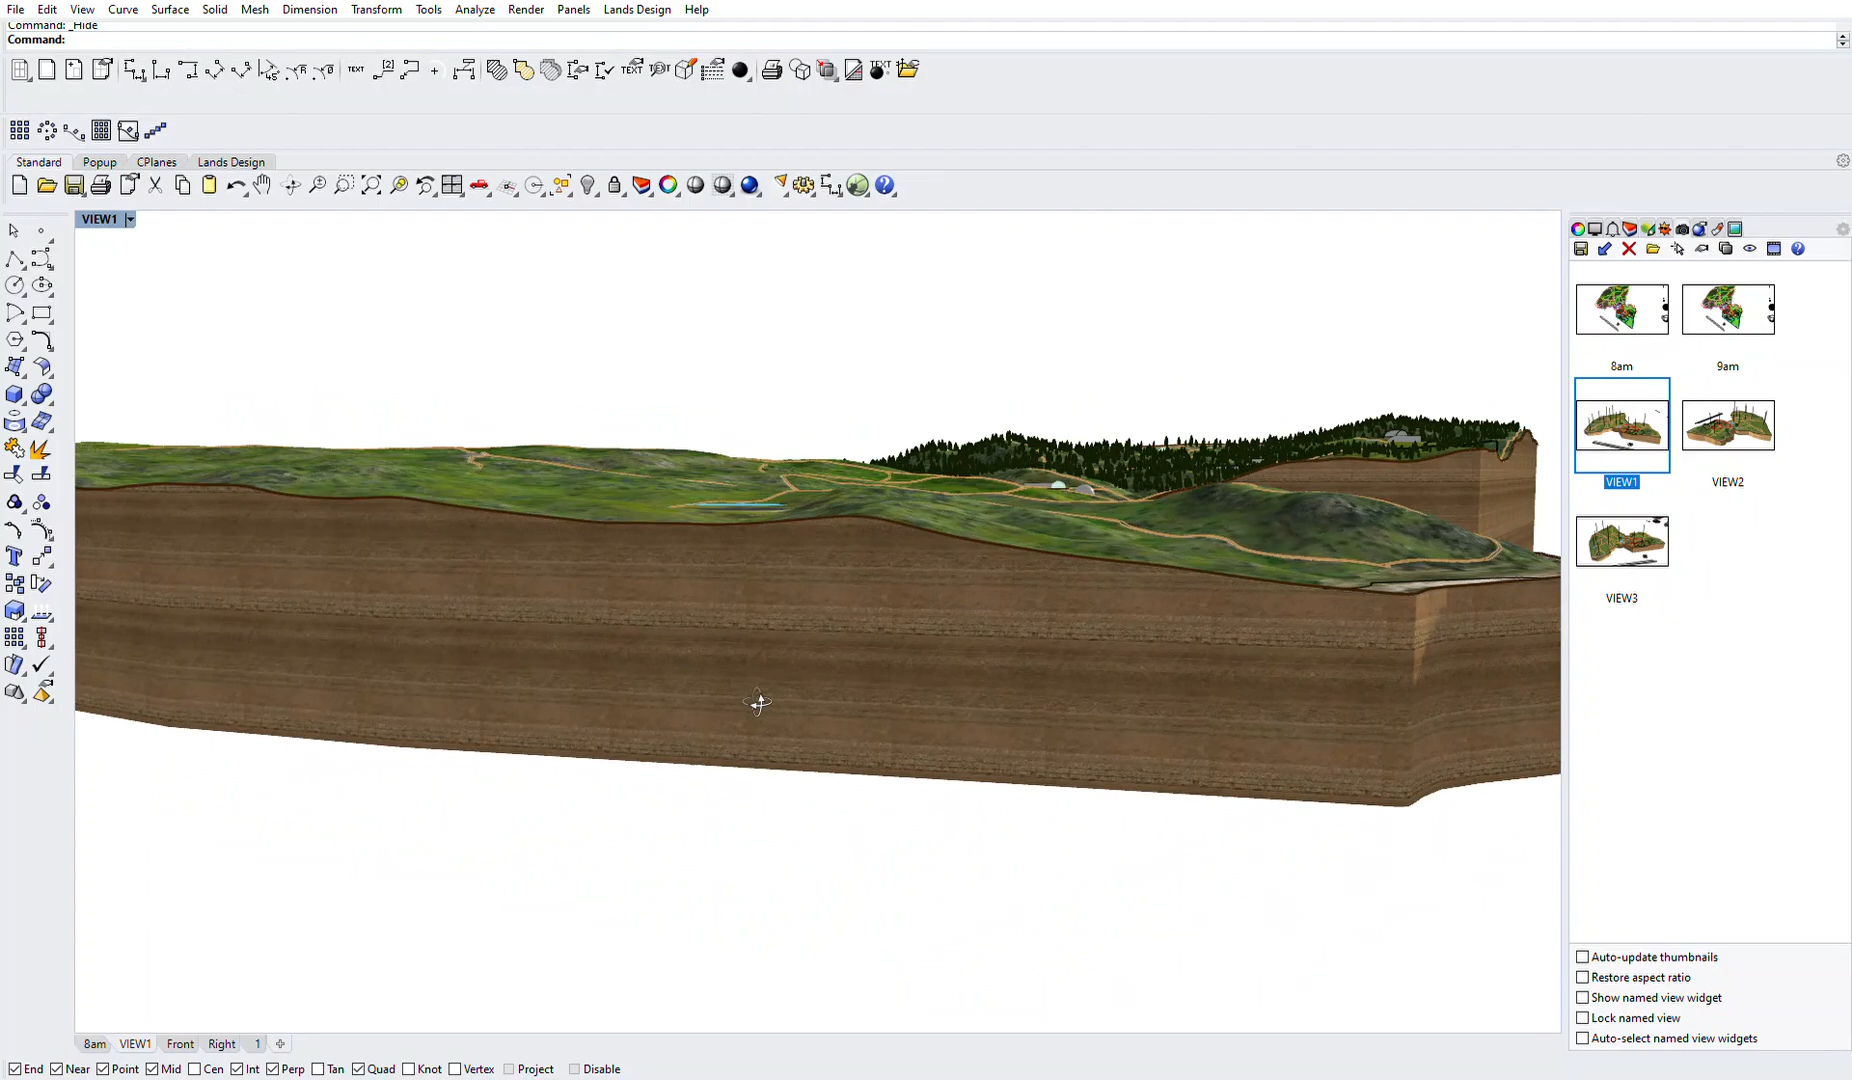 File Edit View Curve Surface Solid Mesh Dimension Transform Tools Analyze Render Panels Lands Design Help
Command: _Hide
Command:
TEXT
Standard Popup CPlanes Lands Design
VIEW1
8am 9am
VIEW1 VIEW2
VIEW3
Auto-update thumbnails
Restore aspect ratio
Show named view widget
Lock named view
Auto-select named view widgets
8am VIEW1 Front Right 1
End Near Point Mid Cen Int Perp Tan Quad Knot Vertex Project Disable